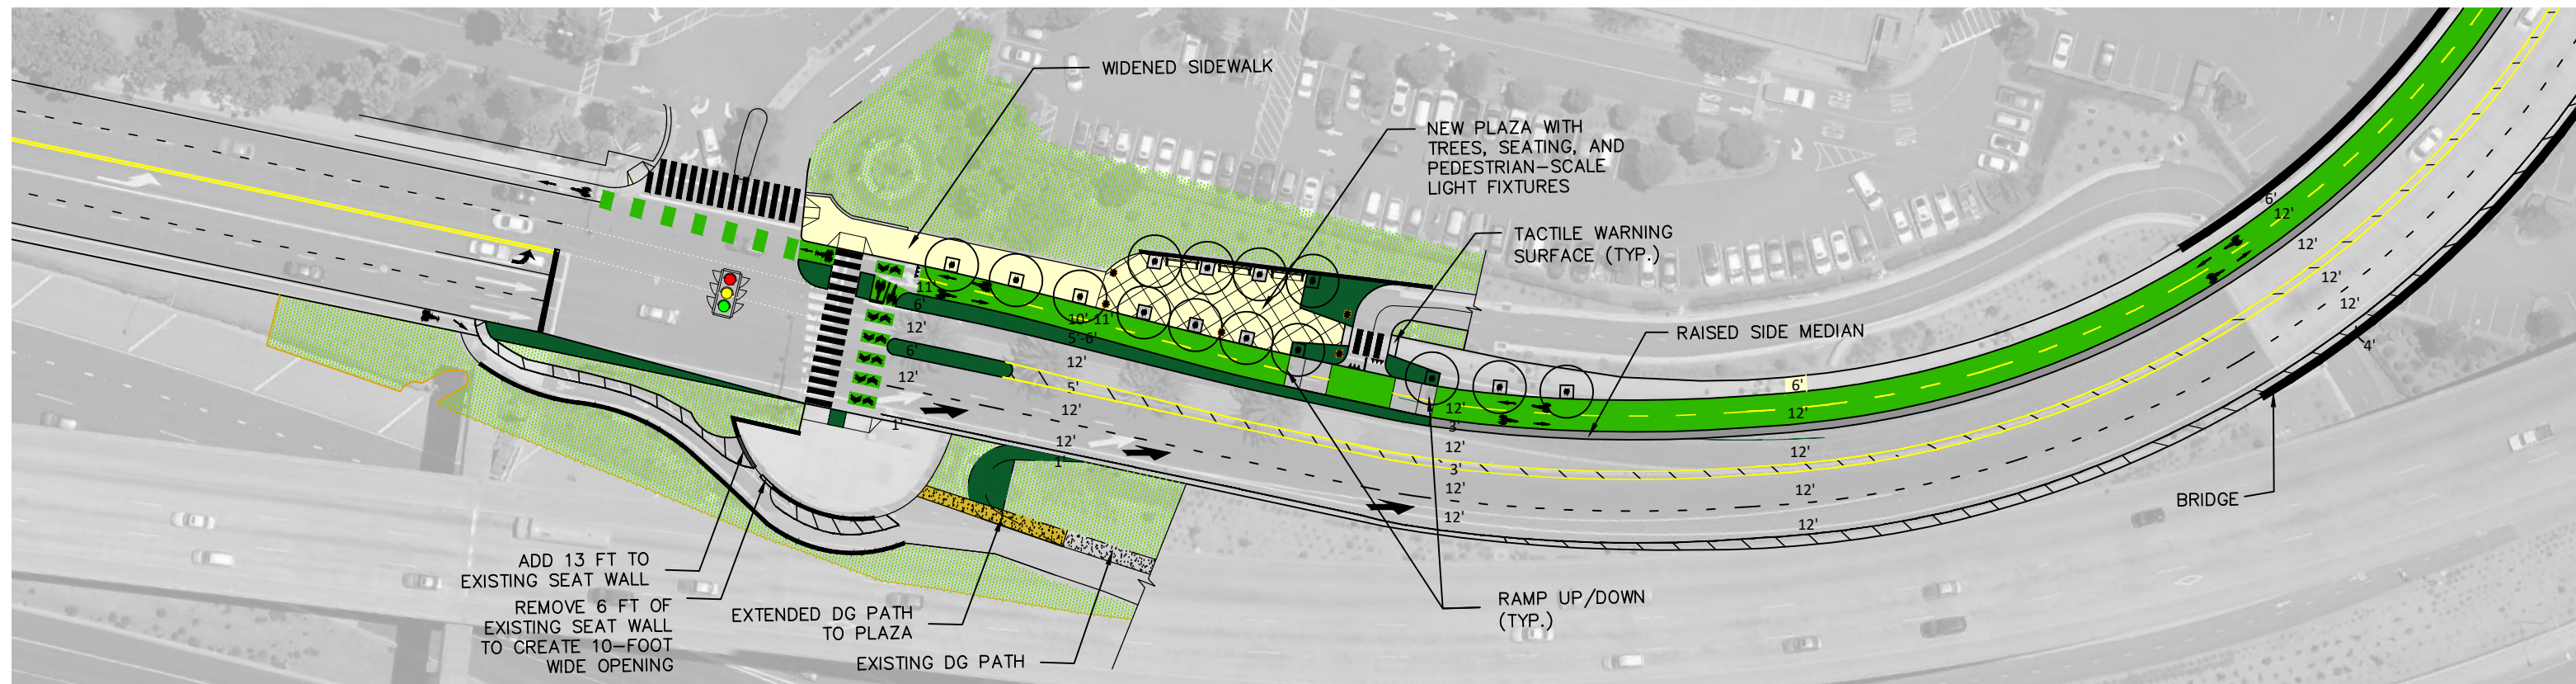 WIDENED SIDEWALK
NEW PLAZA WITH
TREES, SEATING, AND
PEDESTRIAN-SCALE
LIGHT FIXTURES
TACTILE WARNING
SURFACE (TYP.)
RAISED SIDE MEDIAN
6'
12'
12'
12'
12'
4'
BRIDGE
11'
6'
12'
6'
12'
1'
10'-11'
5'-6'
12'
5'
12'
12'
1'
12'
3'
12'
3'
12'
12'
6'
12'
12'
12'
12'
RAMP UP/DOWN
(TYP.)
ADD 13 FT TO
EXISTING SEAT WALL
REMOVE 6 FT OF
EXISTING SEAT WALL
TO CREATE 10-FOOT
WIDE OPENING
EXTENDED DG PATH
TO PLAZA
EXISTING DG PATH